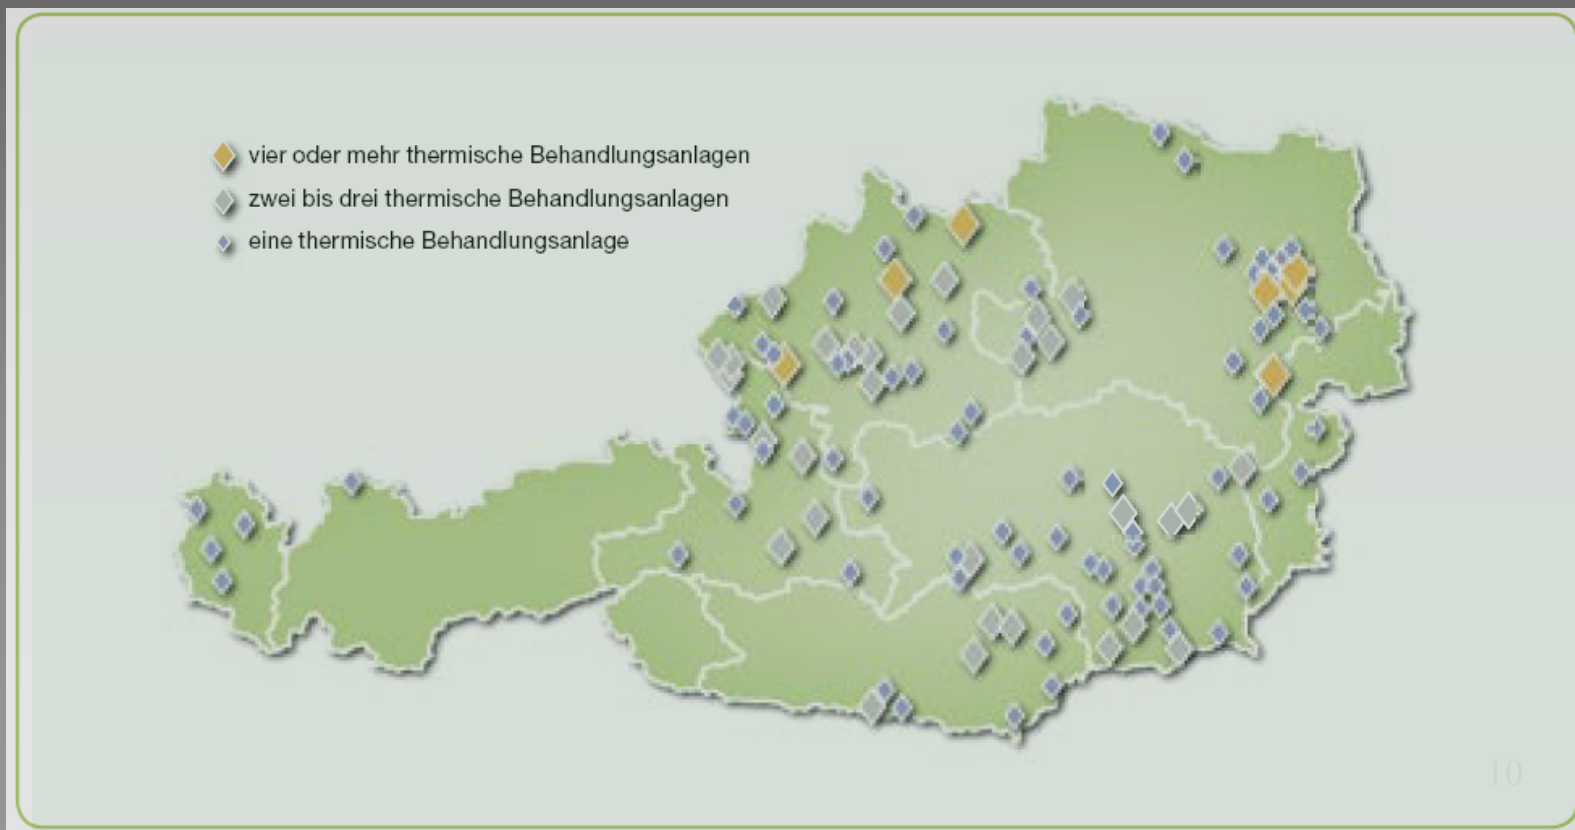 vier oder mehr thermische Behandlungsanlagen
zwei bis drei thermische Behandlungsanlagen
eine thermische Behandlungsanlage
10